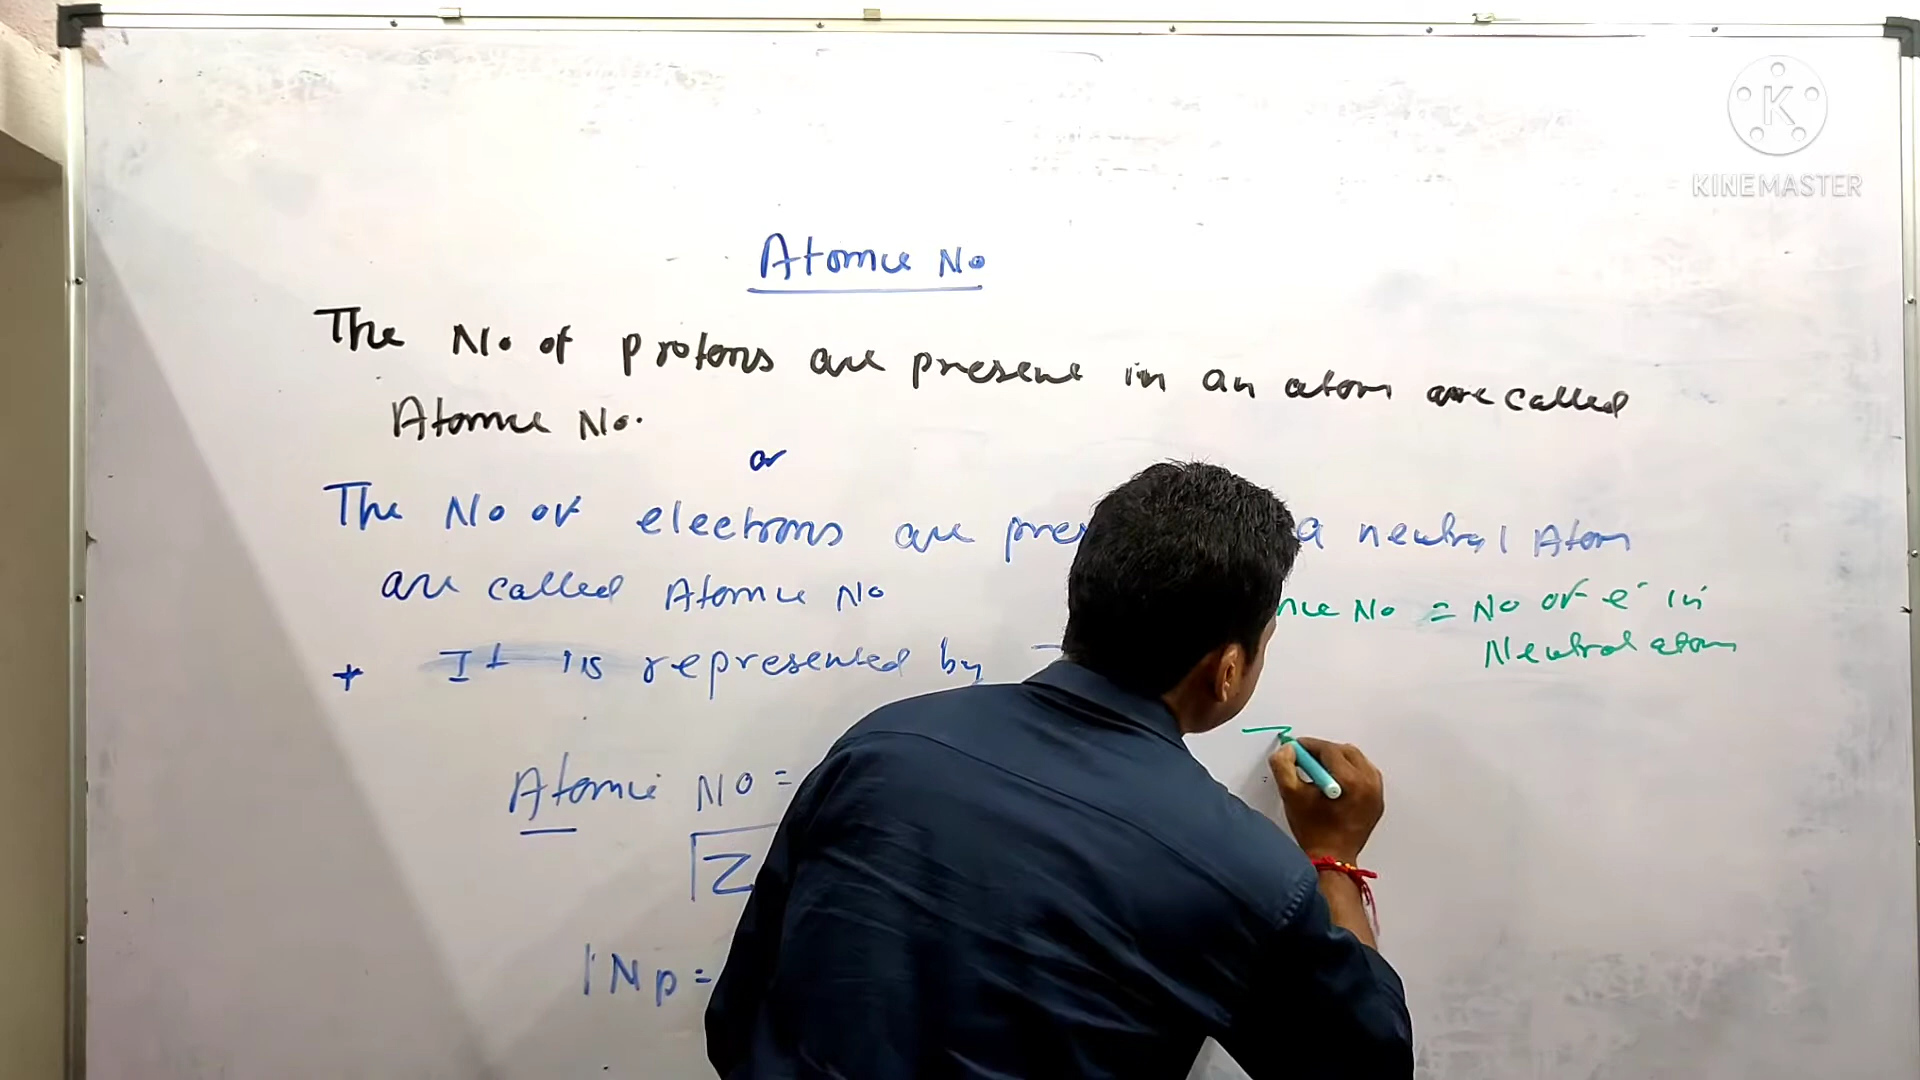 KINEMASTER
Atomic No
The No. of protons are present in an atom are called
Atomic No.
or
The No of electrons are a neutral Atom
are called Atomic No
No = No of e- in
Neutral atom
* It is represented by
Atomic No =
Z
Np =